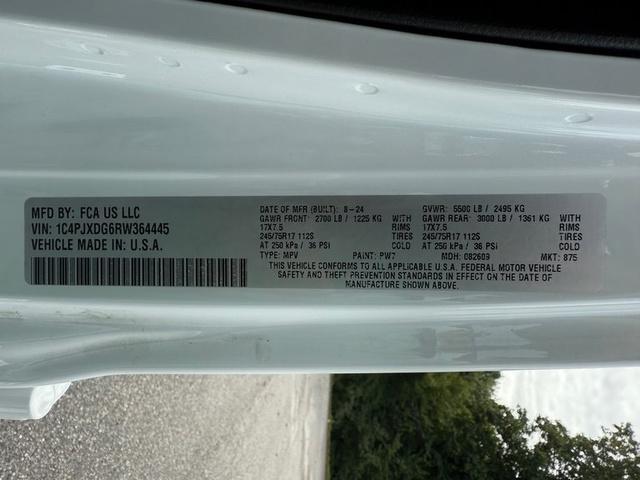 MFD BY: FCA US LLC
VIN: 1C4PJXDG6RW364445
VEHICLE MADE IN U.S.A.
DATE OF MFR (BUILT): 8-24 GVWR: 5500 LB / 2495 KG
GAWR FRONT: 2700 LB / 1225 KG WITH GAWR REAR: 3000 LB / 1361 KG WITH
17X7.5 RIMS 17X7.5 RIMS
245/75R17 112S TIRES 245/75R17 112S TIRES
AT 250 kPa / 36 PSI COLD AT 250 kPa / 36 PSI COLD
TYPE: MPV PAINT: PW7 MDH: 082609 MKT: 875
THIS VEHICLE CONFORMS TO ALL APPLICABLE U.S.A. FEDERAL MOTOR VEHICLE
SAFETY AND THEFT PREVENTION STANDARDS IN EFFECT ON THE DATE OF
MANUFACTURE SHOWN ABOVE.